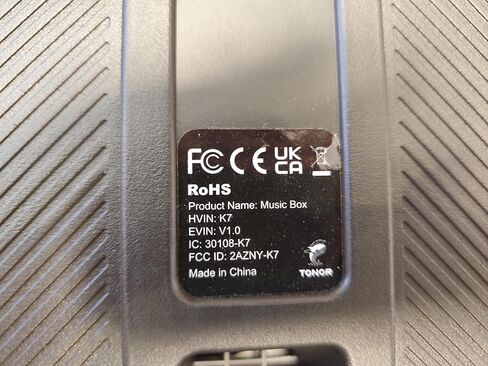 FC CE UK CA
RoHS
Product Name: Music Box
HVIN: K7
EVIN: V1.0
IC: 30108-K7
FCC ID: 2AZNY-K7
Made in China
TONOR